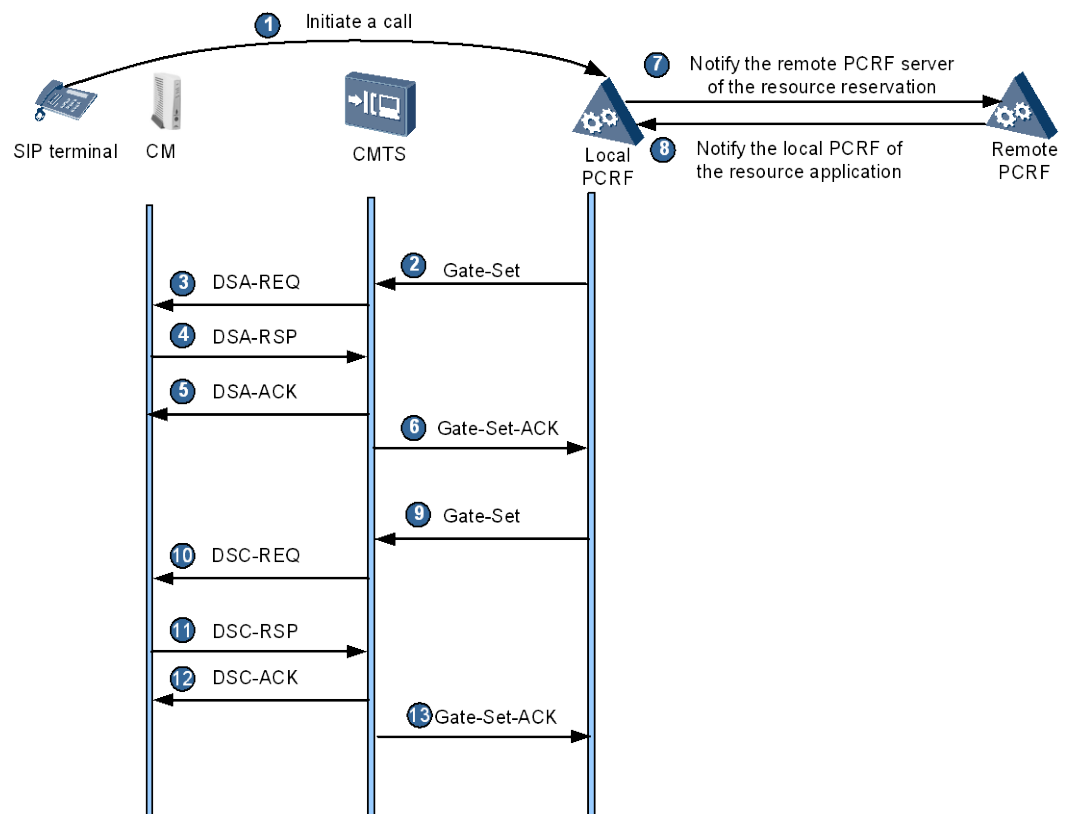 1 Initiate a call
7 Notify the remote PCRF server
of the resource reservation
8 Notify the local PCRF of
the resource application
SIP terminal
CM
CMTS
Local
PCRF
Remote
PCRF
2 Gate-Set
3 DSA-REQ
4 DSA-RSP
5 DSA-ACK
6 Gate-Set-ACK
9 Gate-Set
10 DSC-REQ
11 DSC-RSP
12 DSC-ACK
13 Gate-Set-ACK